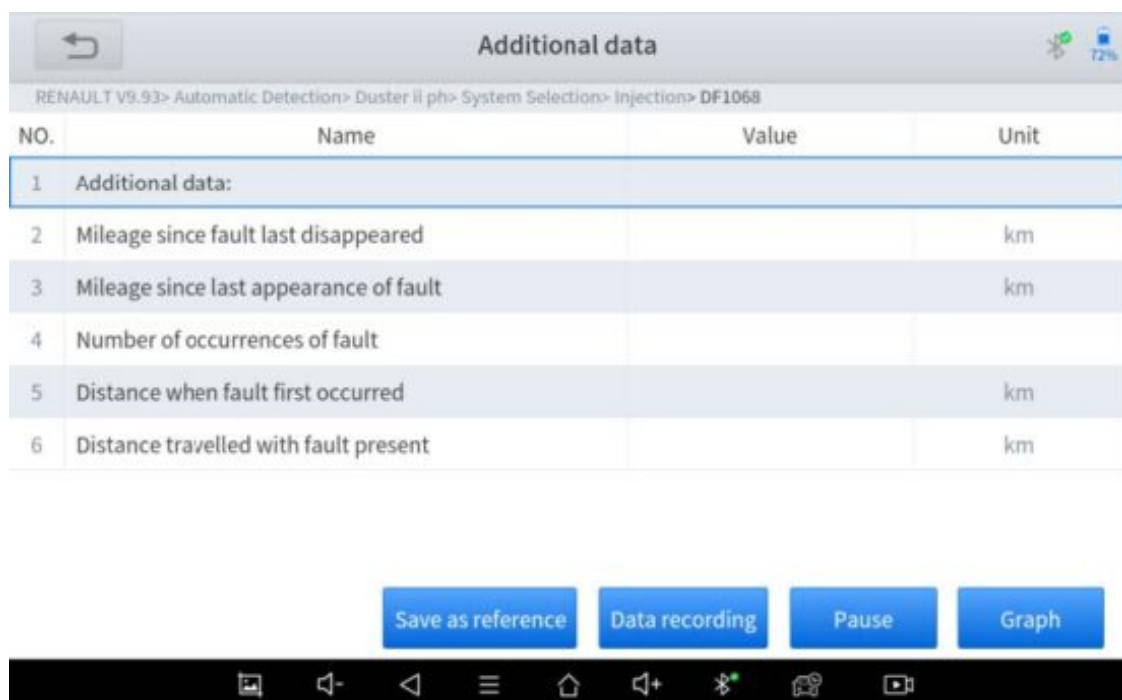 Additional data
72%
RENAULT V9.93> Automatic Detection> Duster ii ph> System Selection> Injection> DF1068
NO. Name Value Unit
1 Additional data:
2 Mileage since fault last disappeared km
3 Mileage since last appearance of fault km
4 Number of occurrences of fault
5 Distance when fault first occurred km
6 Distance travelled with fault present km
Save as reference Data recording Pause Graph